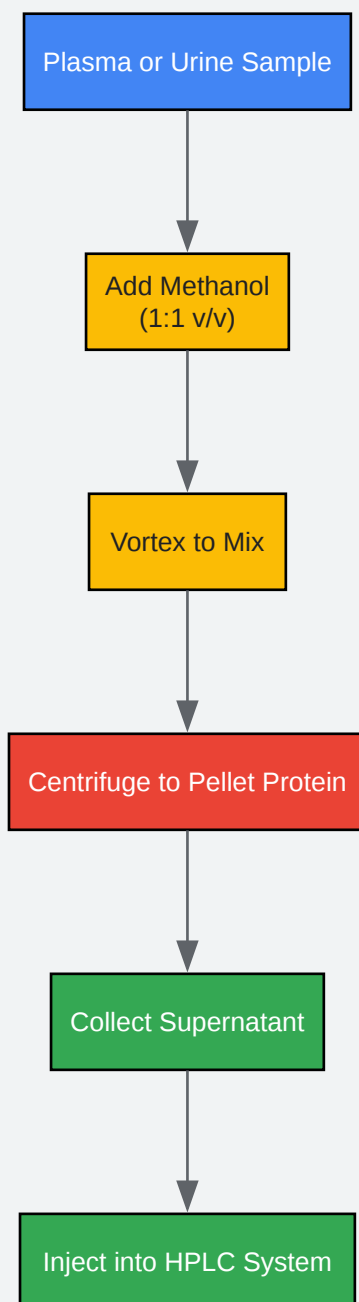 Plasma or Urine Sample
Add Methanol
(1:1 v/v)
Vortex to Mix
Centrifuge to Pellet Protein
Collect Supernatant
Inject into HPLC System